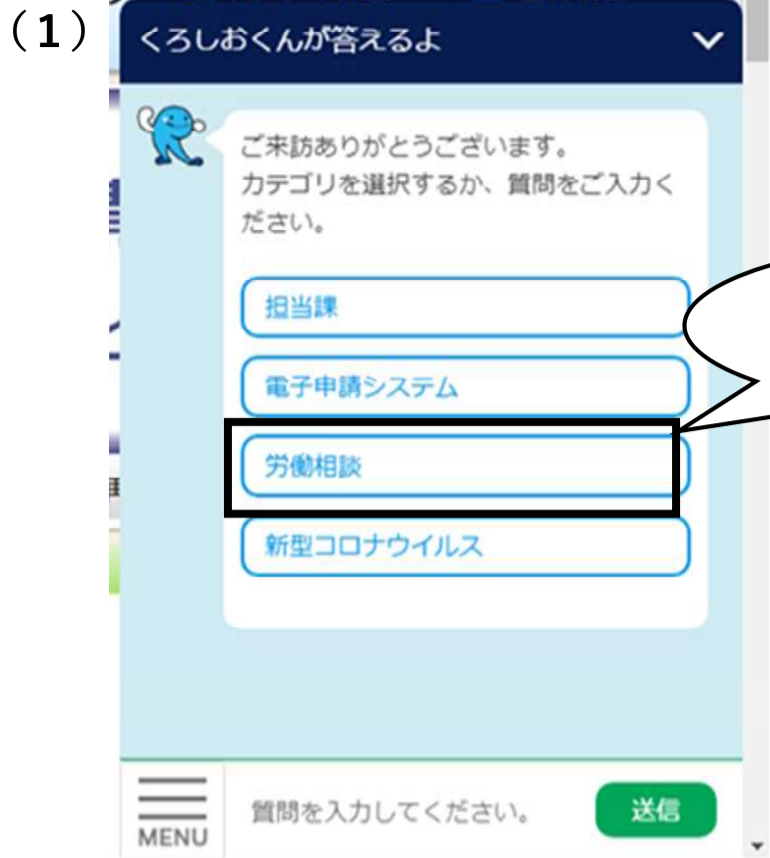 (1)
くろしおくんが答えるよ
ご来訪ありがとうございます。
カテゴリを選択するか、質問をご入力く
ださい。
担当課
電子申請システム
労働相談
新型コロナウイルス
MENU
質問を入力してください。
送信